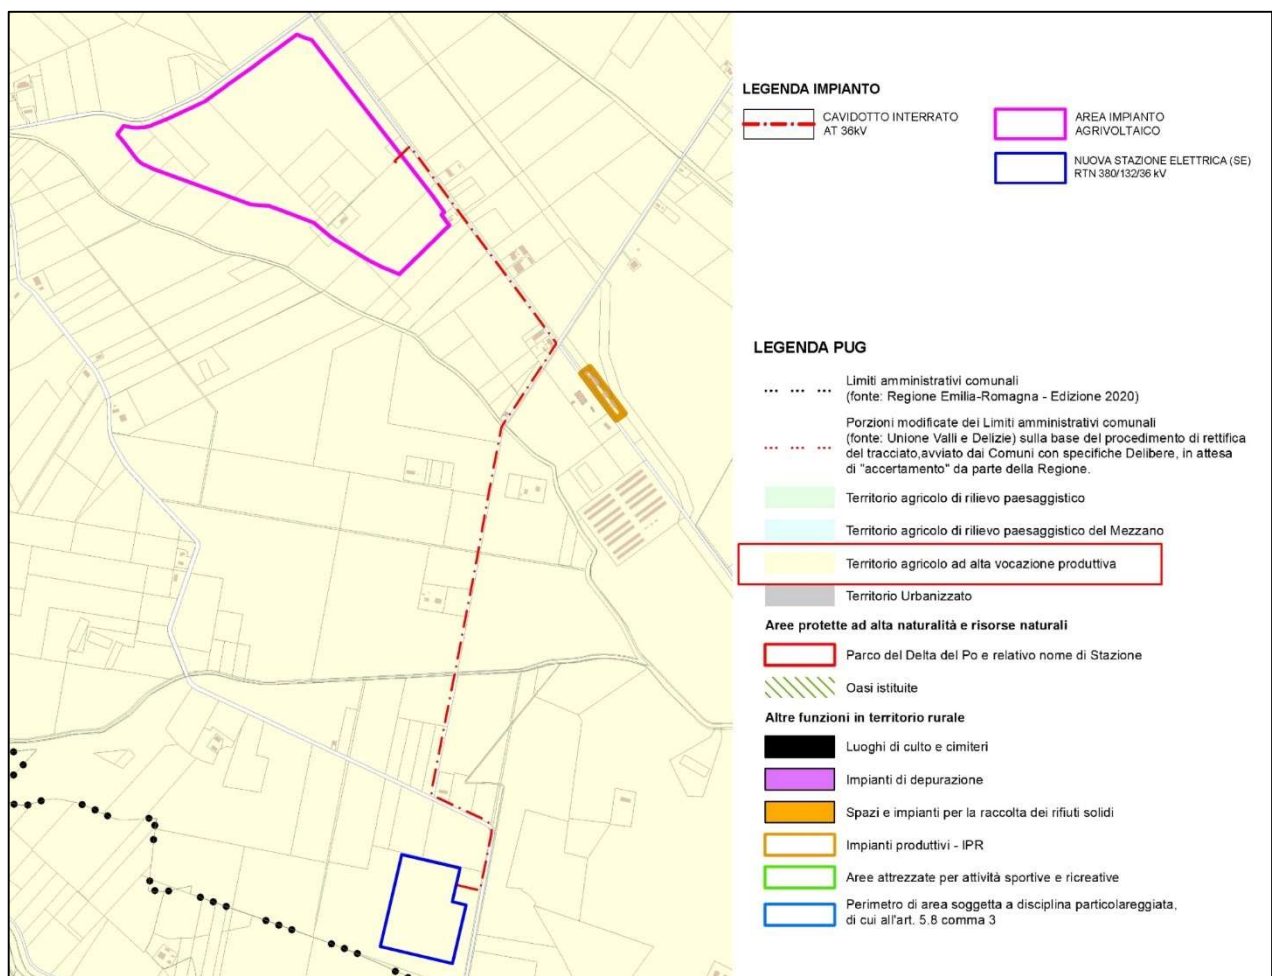 LEGENDA IMPIANTO
CAVIDOTTO INTERRATO
AT 36kV
AREA IMPIANTO
AGRIVOLTAICO
NUOVA STAZIONE ELETTRICA (SE)
RTN 380/132/36 kV
LEGENDA PUG
Limiti amministrativi comunali
(fonte: Regione Emilia-Romagna - Edizione 2020)
Porzioni modificate dei Limiti amministrativi comunali
(fonte: Unione Valli e Delizie) sulla base del procedimento di rettifica
del tracciato,avviato dai Comuni con specifiche Delibere, in attesa
di "accertamento" da parte della Regione.
Territorio agricolo di rilievo paesaggistico
Territorio agricolo di rilievo paesaggistico del Mezzano
Territorio agricolo ad alta vocazione produttiva
Territorio Urbanizzato
Aree protette ad alta naturalità e risorse naturali
Parco del Delta del Po e relativo nome di Stazione
Oasi istituite
Altre funzioni in territorio rurale
Luoghi di culto e cimiteri
Impianti di depurazione
Spazi e impianti per la raccolta dei rifiuti solidi
Impianti produttivi - IPR
Aree attrezzate per attività sportive e ricreative
Perimetro di area soggetta a disciplina particolareggiata,
di cui all'art. 5.8 comma 3